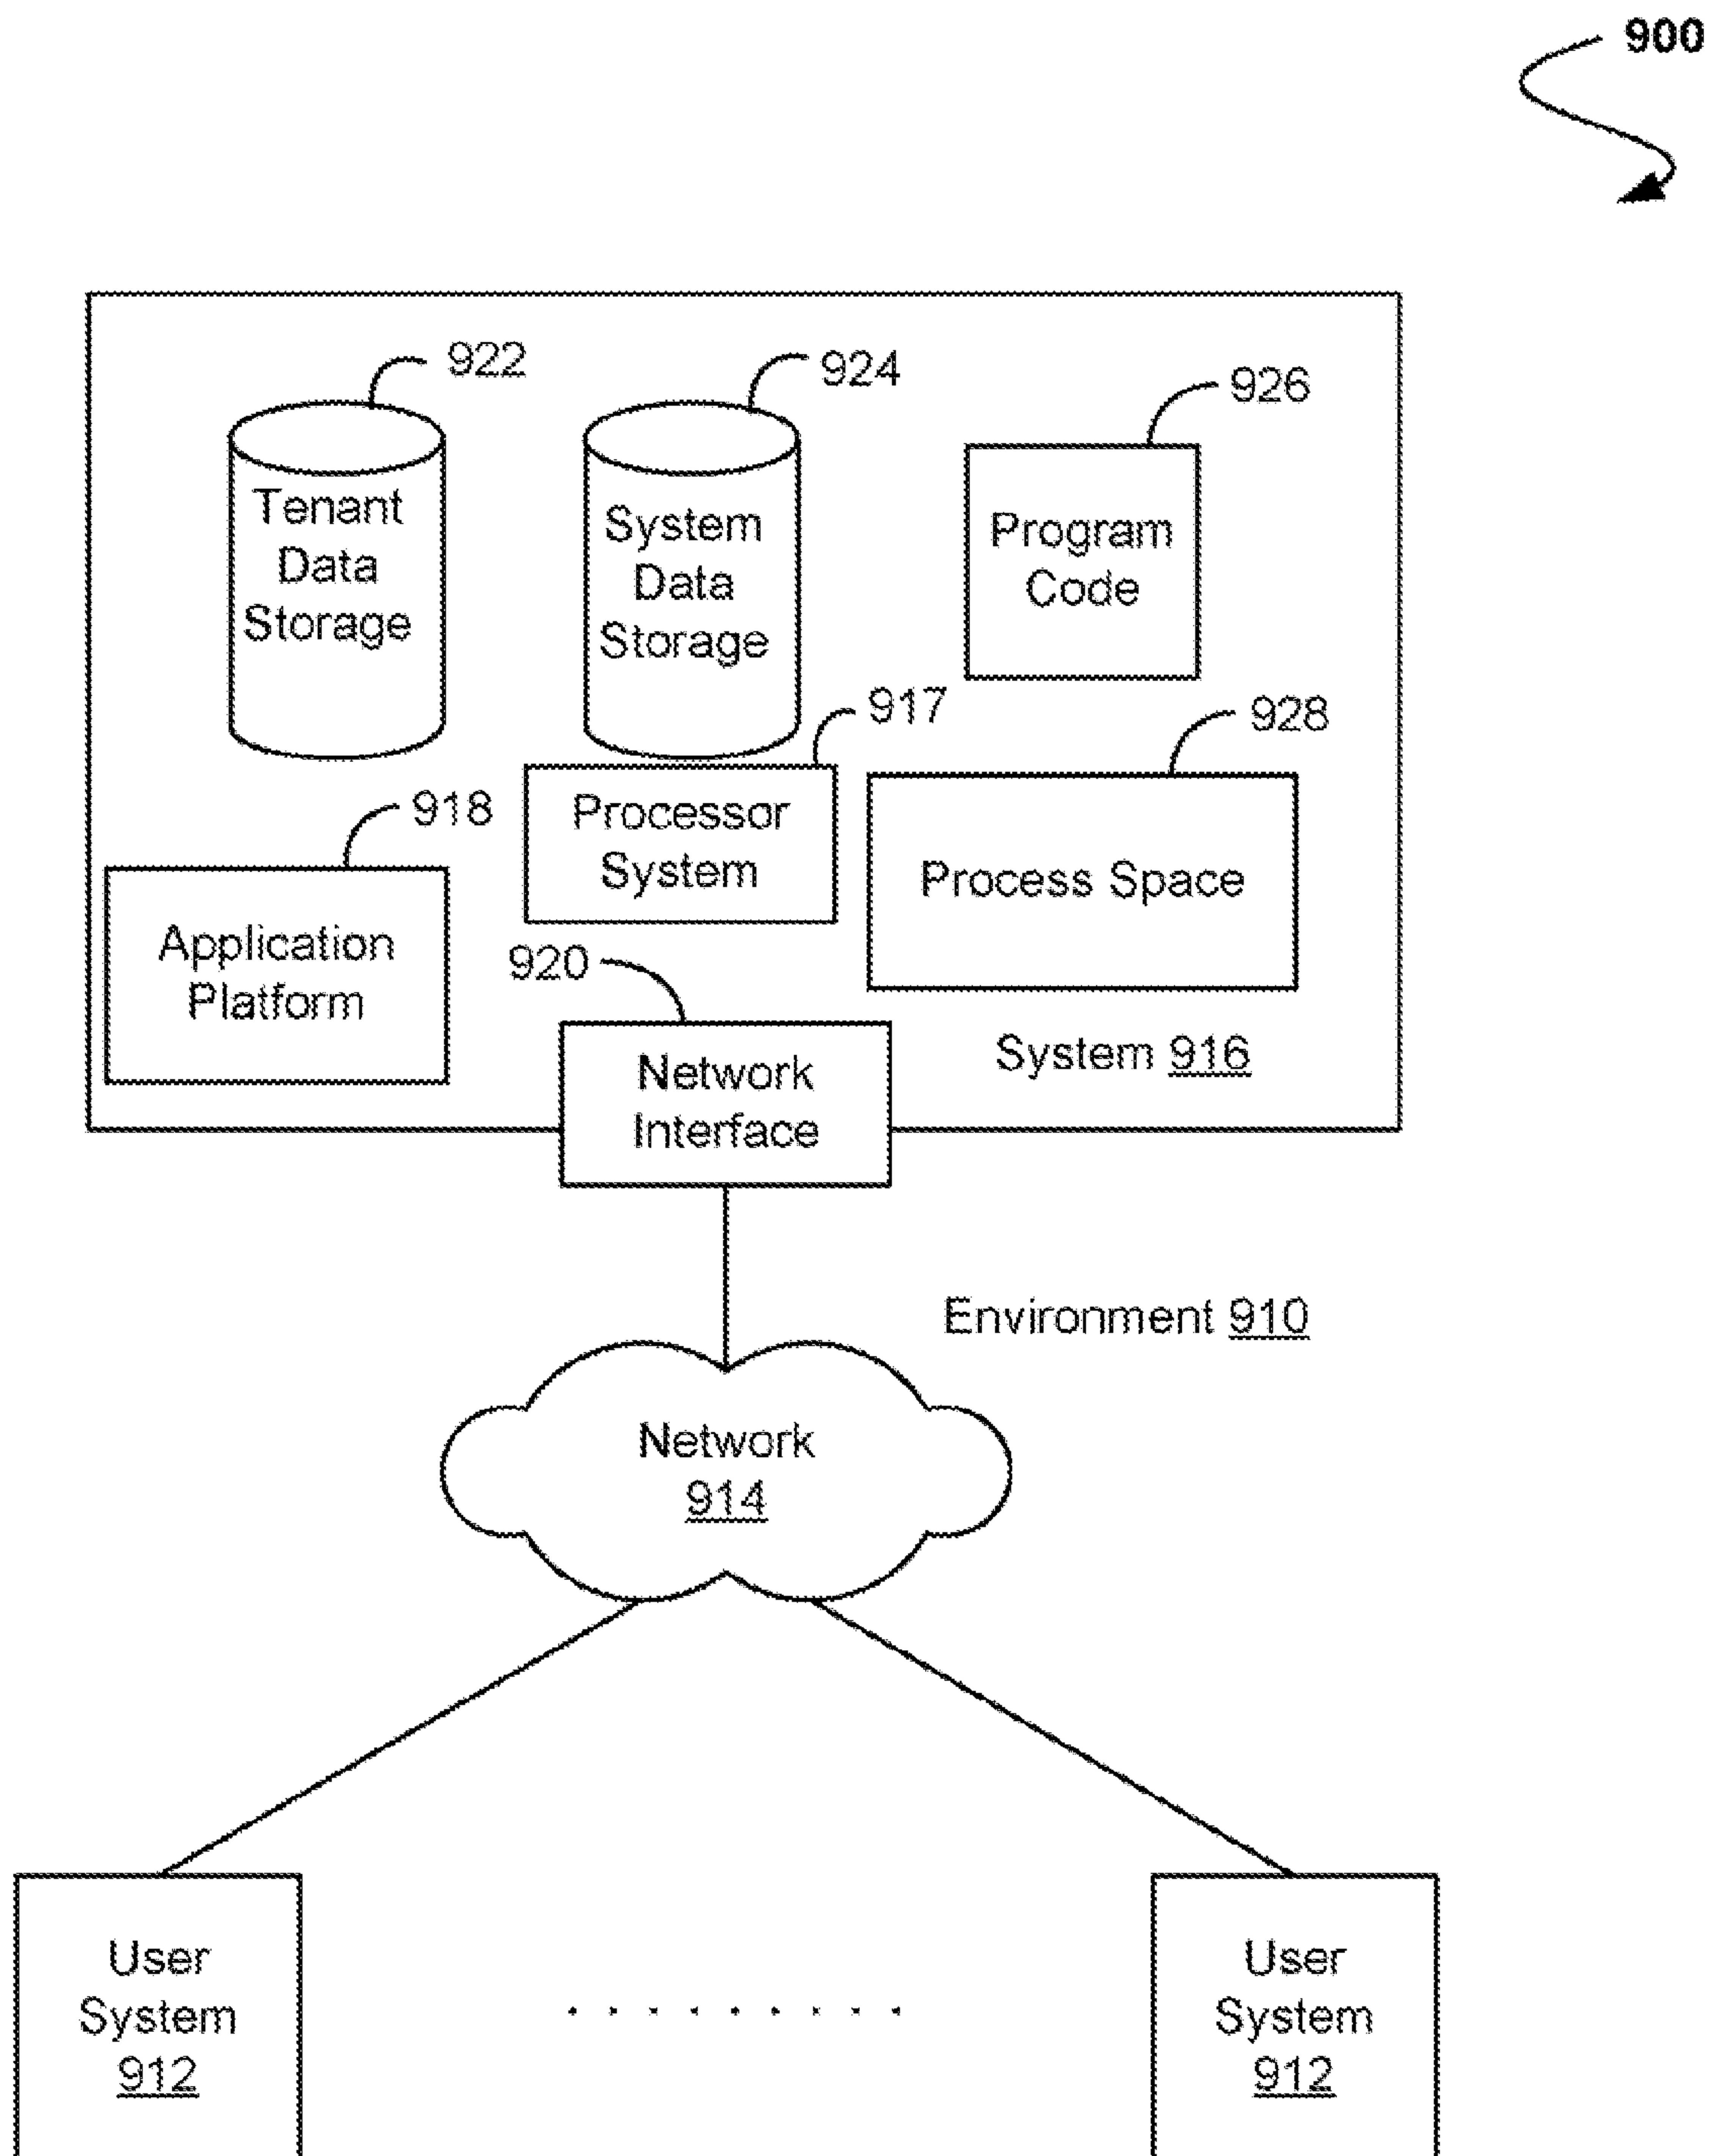 900
922
924
926
Tenant
Data
Storage
System
Data
Storage
Program
Code
917
928
918
Processor
System
Process Space
Application
Platform
920
System 916
Network
Interface
Environment 910
Network
914
User
System
912
. . . . . . . . .
User
System
912